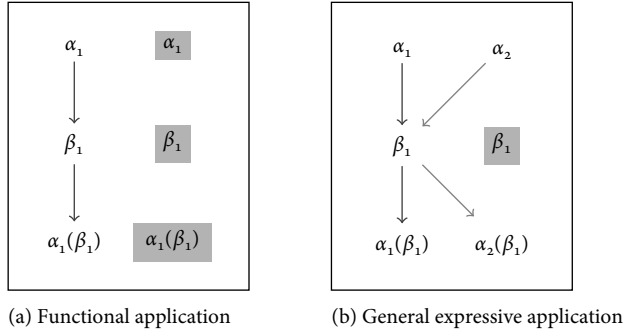 α₁ α₁
β₁ β₁
α₁(β₁) α₁(β₁)
(a) Functional application
α₁ α₂
β₁ β₁
α₁(β₁) α₂(β₁)
(b) General expressive application